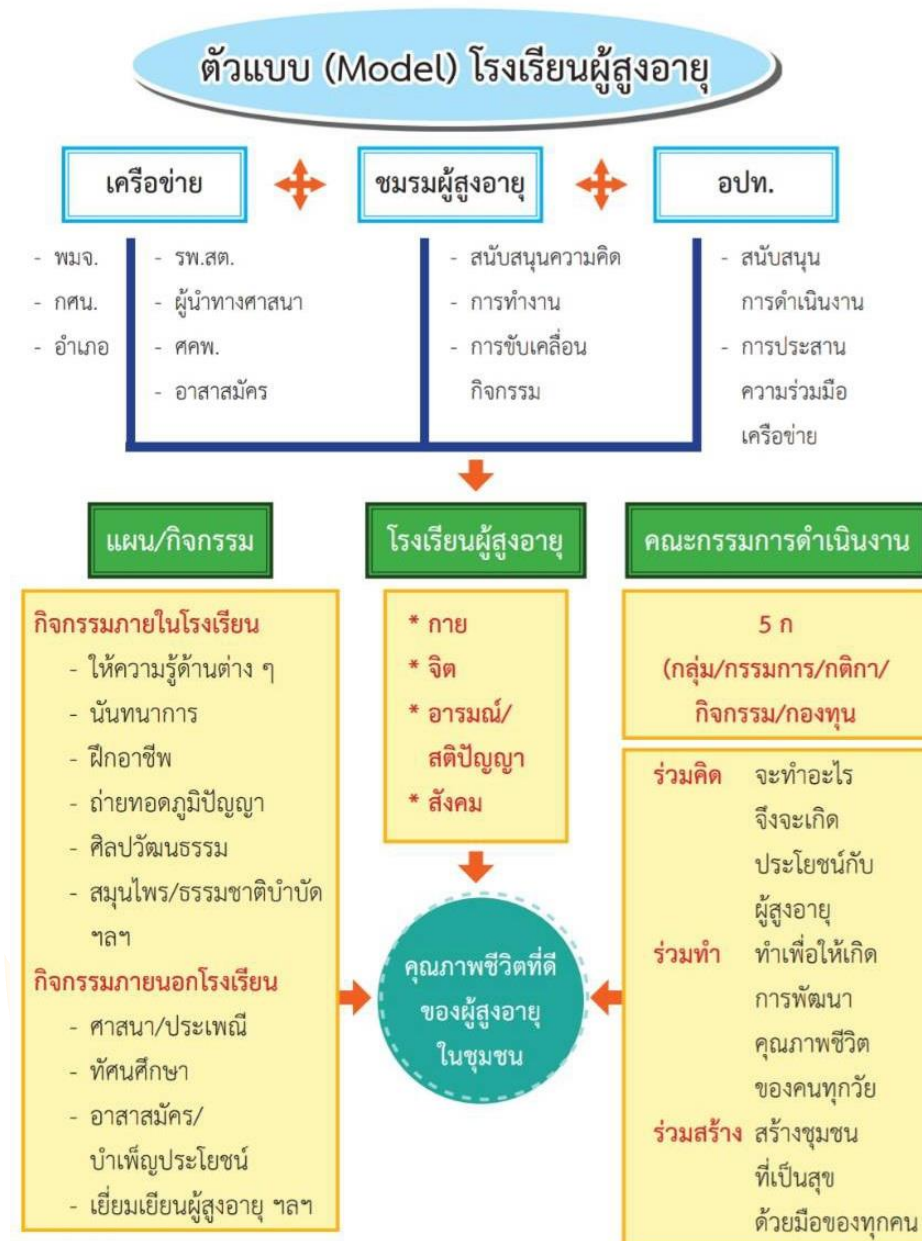 ตัวแบบ (Model) โรงเรียนผู้สูงอายุ
เครือข่าย
ชมรมผู้สูงอายุ
อปท.
- พมจ.
- กศน.
- อำเภอ
- รพ.สต.
- ผู้นำทางศาสนา
- ศคพ.
- อาสาสมัคร
- สนับสนุนความคิด
- การทำงาน
- การขับเคลื่อน
กิจกรรม
- สนับสนุน
การดำเนินงาน
- การประสาน
ความร่วมมือ
เครือข่าย
แผน/กิจกรรม
กิจกรรมภายในโรงเรียน
- ให้ความรู้ด้านต่าง ๆ
- นันทนาการ
- ฝึกอาชีพ
- ถ่ายทอดภูมิปัญญา
- ศิลปวัฒนธรรม
- สมุนไพร/ธรรมชาติบำบัด
ฯลฯ
กิจกรรมภายนอกโรงเรียน
- ศาสนา/ประเพณี
- ทัศนศึกษา
- อาสาสมัคร/
บำเพ็ญประโยชน์
- เยี่ยมเยียนผู้สูงอายุ ฯลฯ
โรงเรียนผู้สูงอายุ
* กาย
* จิต
* อารมณ์/
สติปัญญา
* สังคม
คุณภาพชีวิตที่ดี
ของผู้สูงอายุ
ในชุมชน
คณะกรรมการดำเนินงาน
5 ก
(กลุ่ม/กรรมการ/กติกา/
กิจกรรม/กองทุน
ร่วมคิด จะทำอะไร
จึงจะเกิด
ประโยชน์กับ
ผู้สูงอายุ
ร่วมทำ ทำเพื่อให้เกิด
การพัฒนา
คุณภาพชีวิต
ของคนทุกวัย
ร่วมสร้าง สร้างชุมชน
ที่เป็นสุข
ด้วยมือของทุกคน